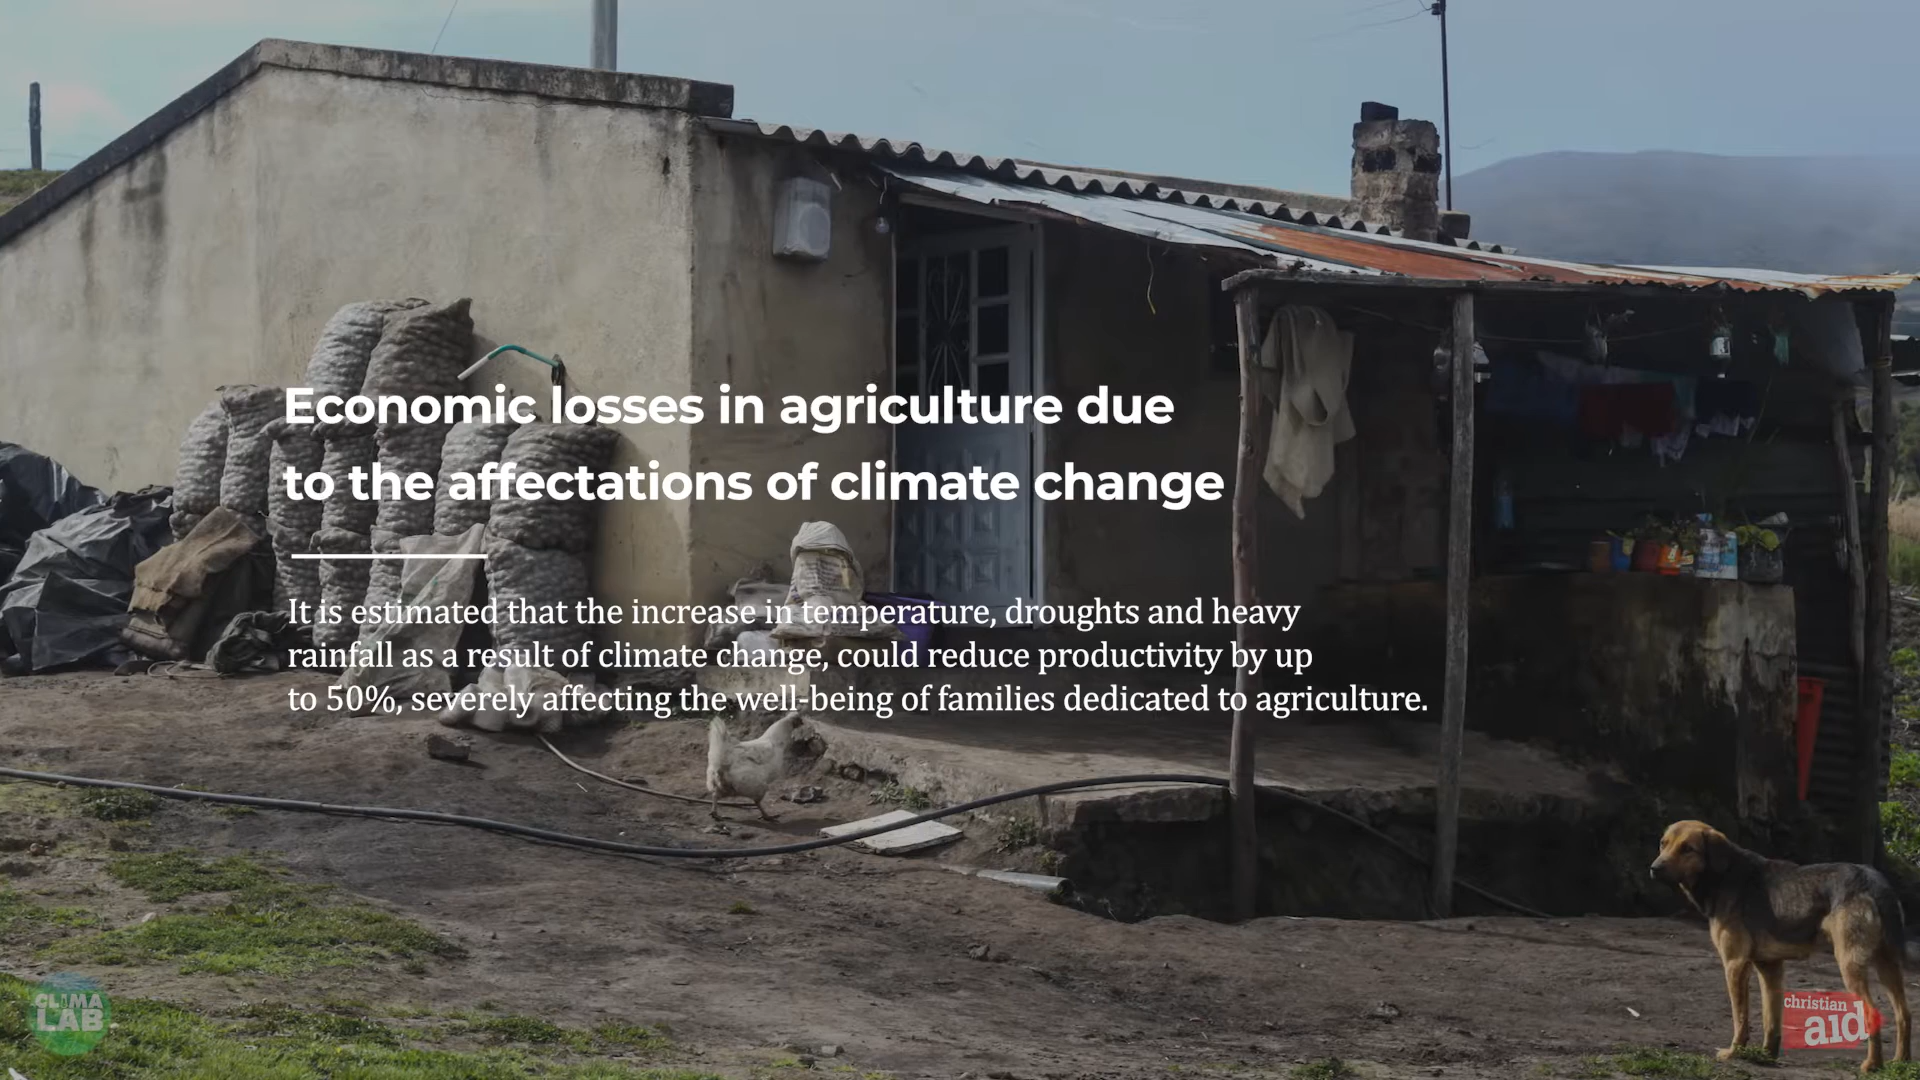 Economic losses in agriculture due
to the affectations of climate change
It is estimated that the increase in temperature, droughts and heavy
rainfall as a result of climate change, could reduce productivity by up
to 50%, severely affecting the well-being of families dedicated to agriculture.
CLIMA
LAB
christian
aid